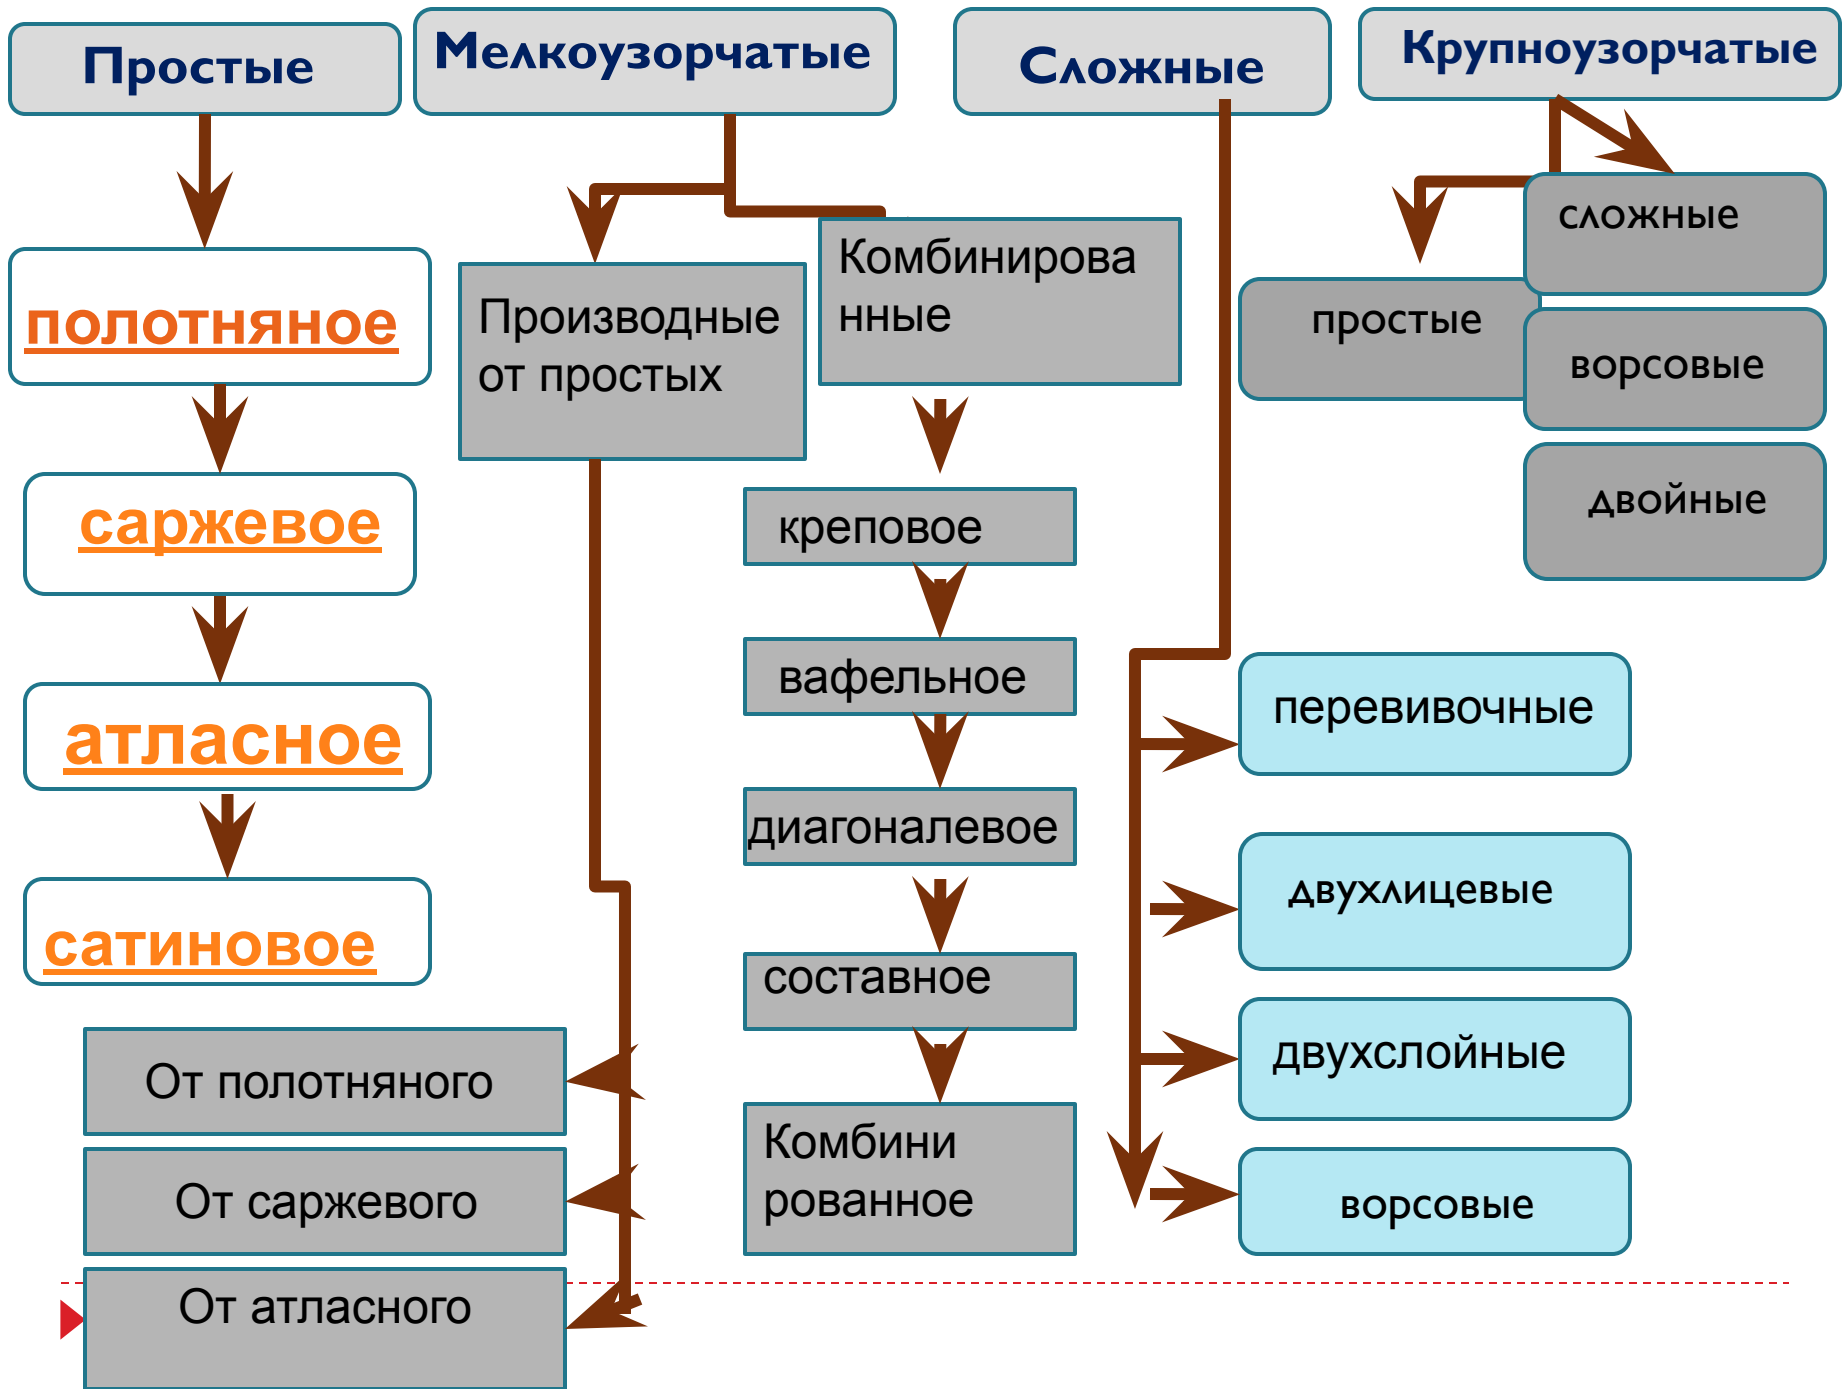 Простые
Мелкоузорчатые
Сложные
Крупноузорчатые
полотняное
саржевое
атласное
сатиновое
Производные
от простых
От полотняного
От саржевого
От атласного
Комбинирова
нные
креповое
вафельное
диагоналевое
составное
Комбини
рованное
перевивочные
двухлицевые
двухслойные
ворсовые
простые
сложные
ворсовые
двойные